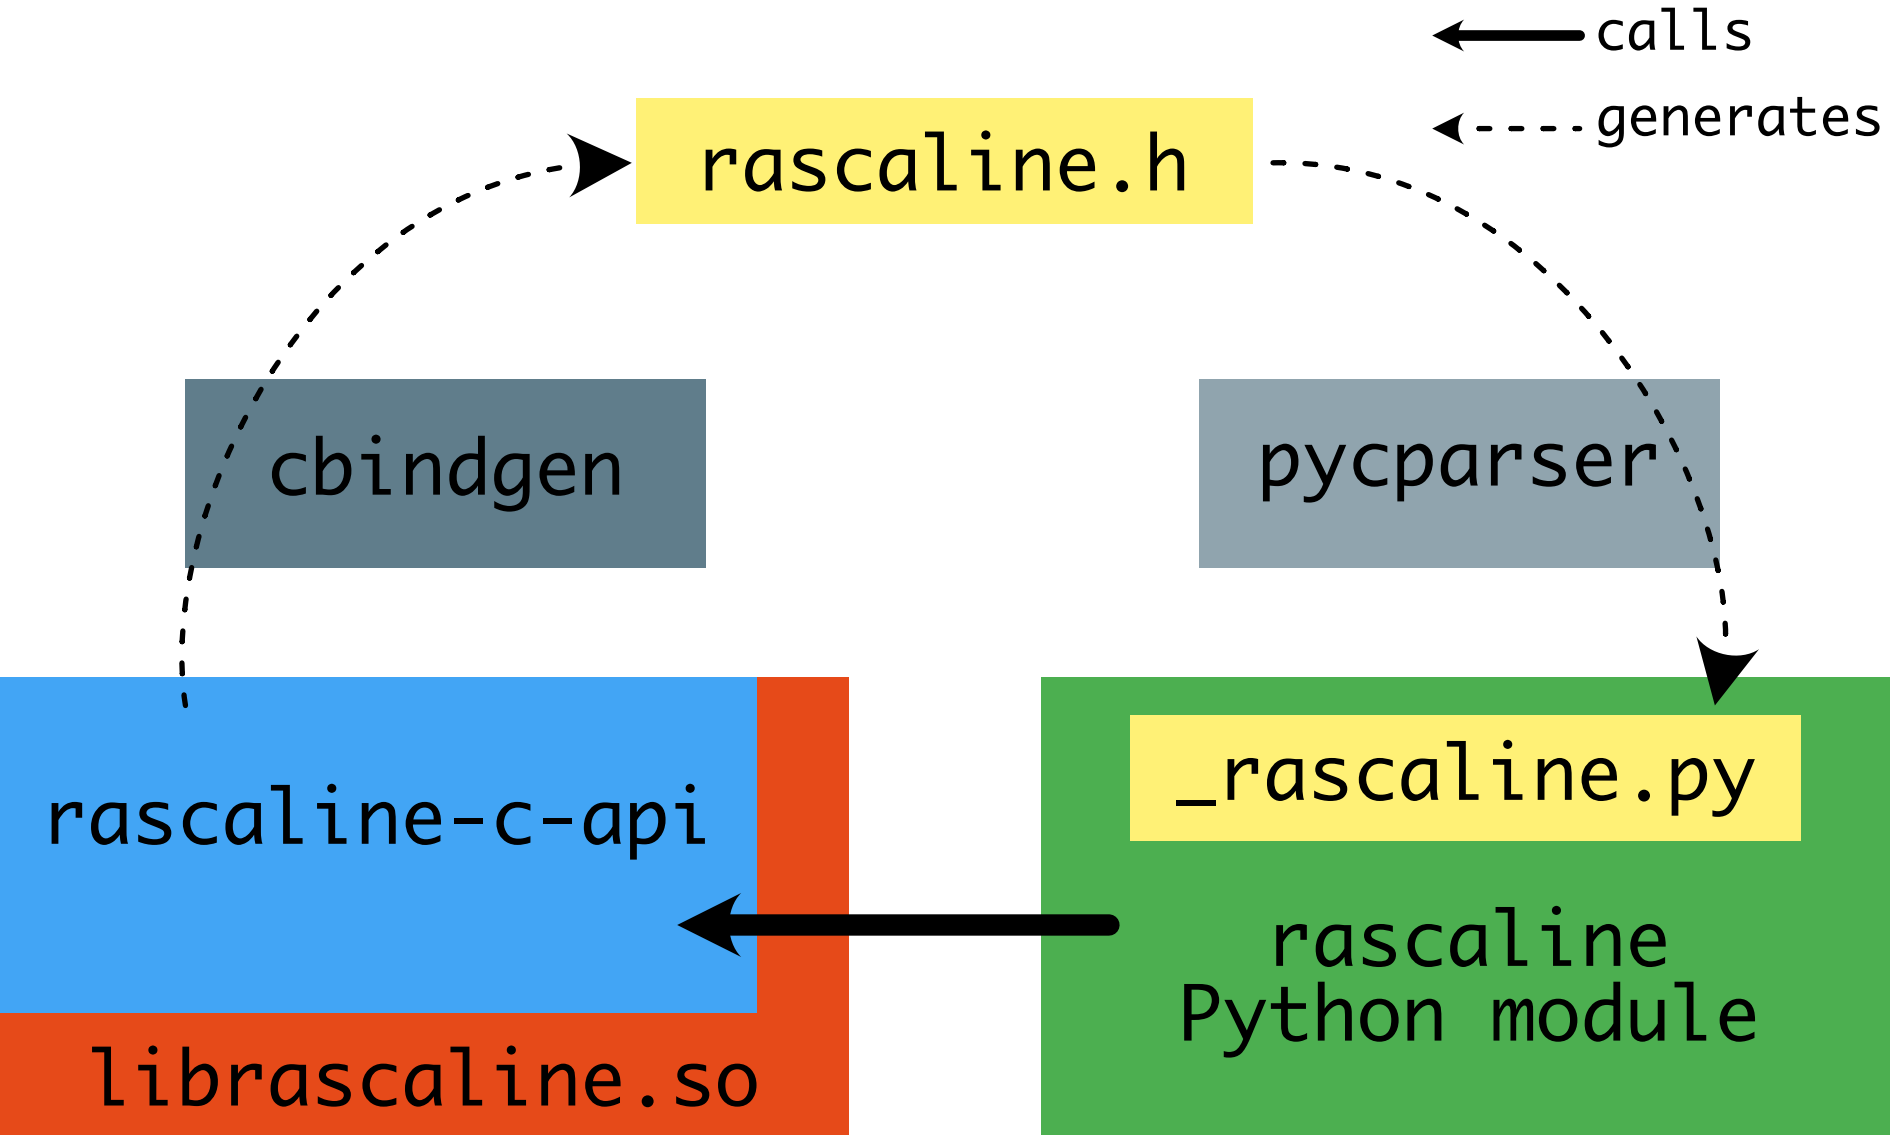 calls
generates
rascaline.h
cbindgen
pycparser
rascaline-c-api
_rascaline.py
rascaline
Python module
librascaline.so